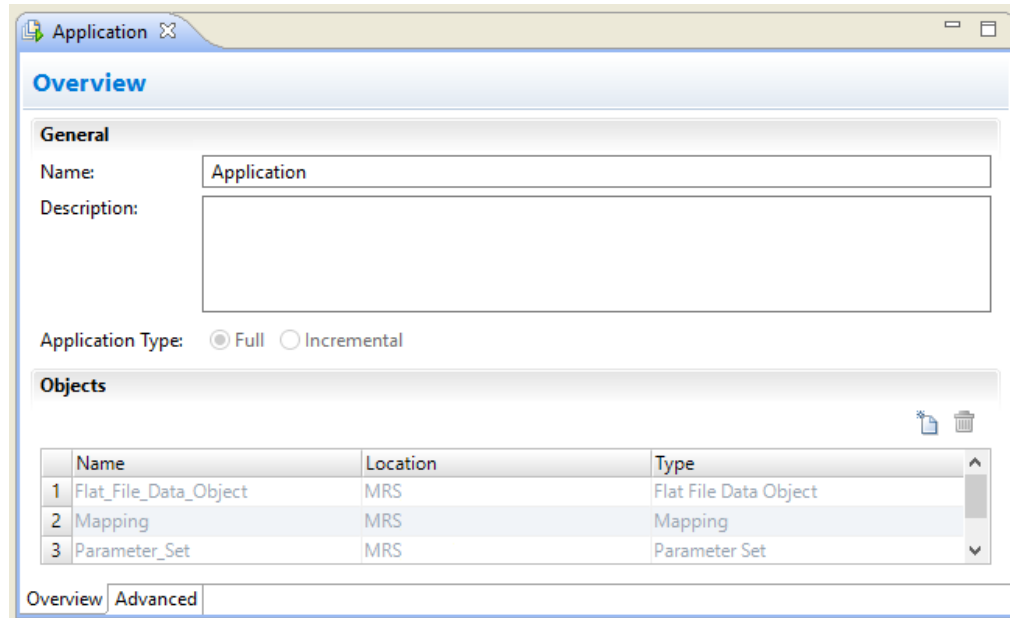 Application
Overview
General
Name: Application
Description:
Application Type: Full Incremental
Objects
Name Location Type
1 Flat_File_Data_Object MRS Flat File Data Object
2 Mapping MRS Mapping
3 Parameter_Set MRS Parameter Set
Overview Advanced